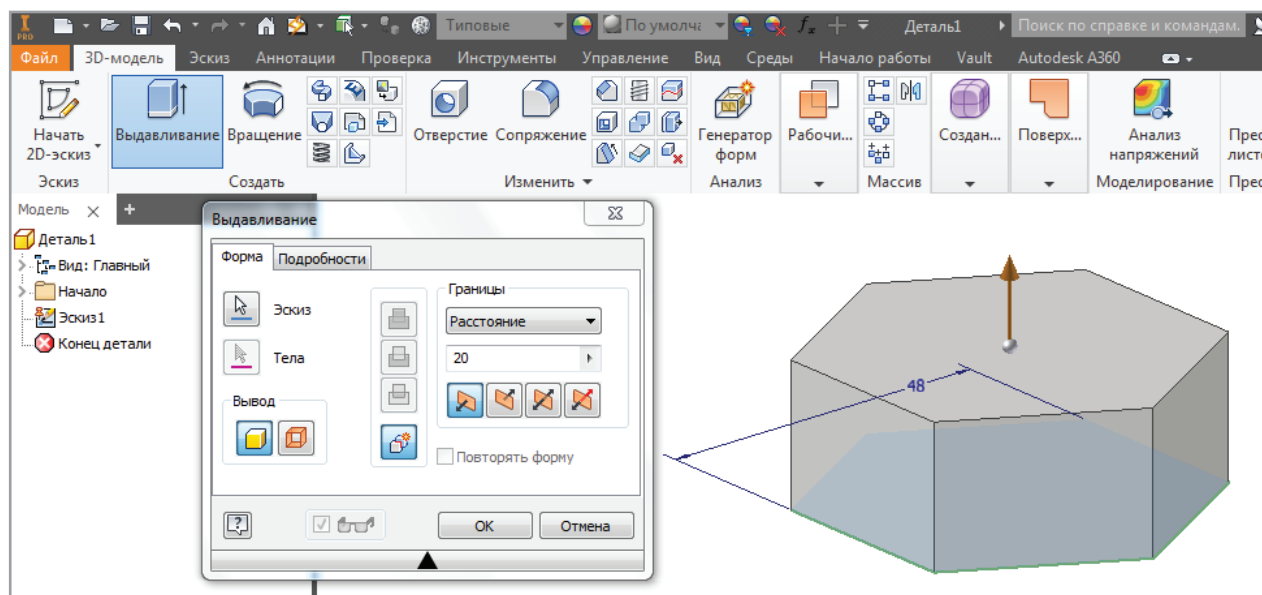 PRO Типовые По умолча fx Деталь1 Поиск по справке и командам.
Файл 3D-модель Эскиз Аннотации Проверка Инструменты Управление Вид Среды Начало работы Vault Autodesk A360
Начать
2D-эскиз
Выдавливание
Вращение
Отверстие
Сопряжение
Генератор
форм
Рабочи...
Создан...
Поверх...
Анализ
напряжений
Эскиз Создать Изменить Анализ Массив Моделирование
Модель
Деталь1
Вид: Главный
Начало
Эскиз1
Конец детали
Выдавливание
Форма Подробности
Эскиз
Тела
Вывод
Границы
Расстояние
20
Повторять форму
?
ОК Отмена
48